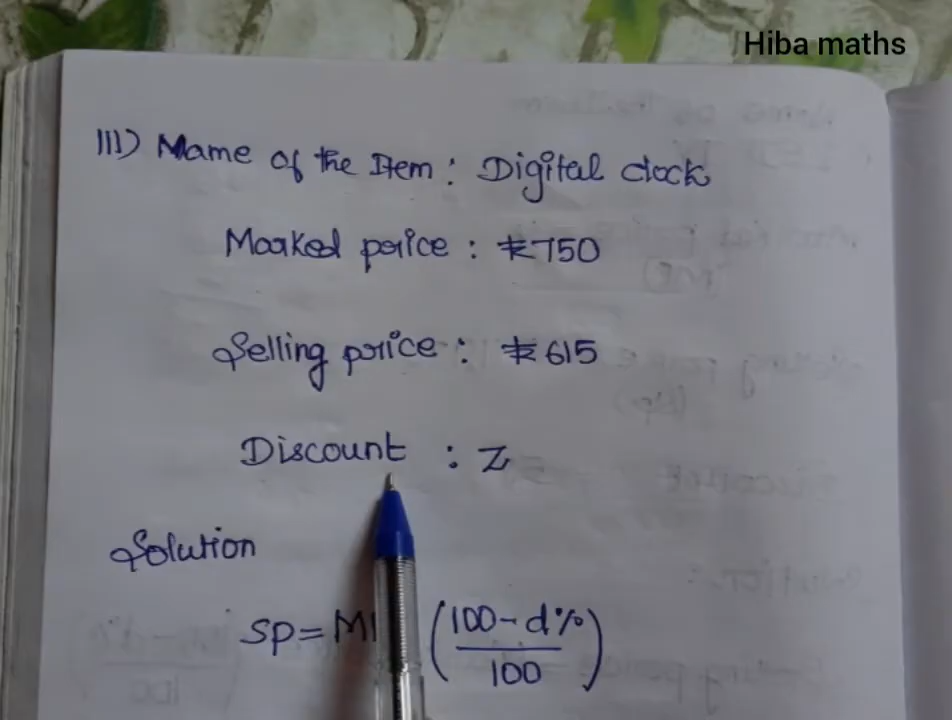 Hiba maths
III) Name of the Item : Digital clock
Marked price : ₹750
Selling price : ₹615
Discount : Z
Solution
SP = M (100 - d%)
100